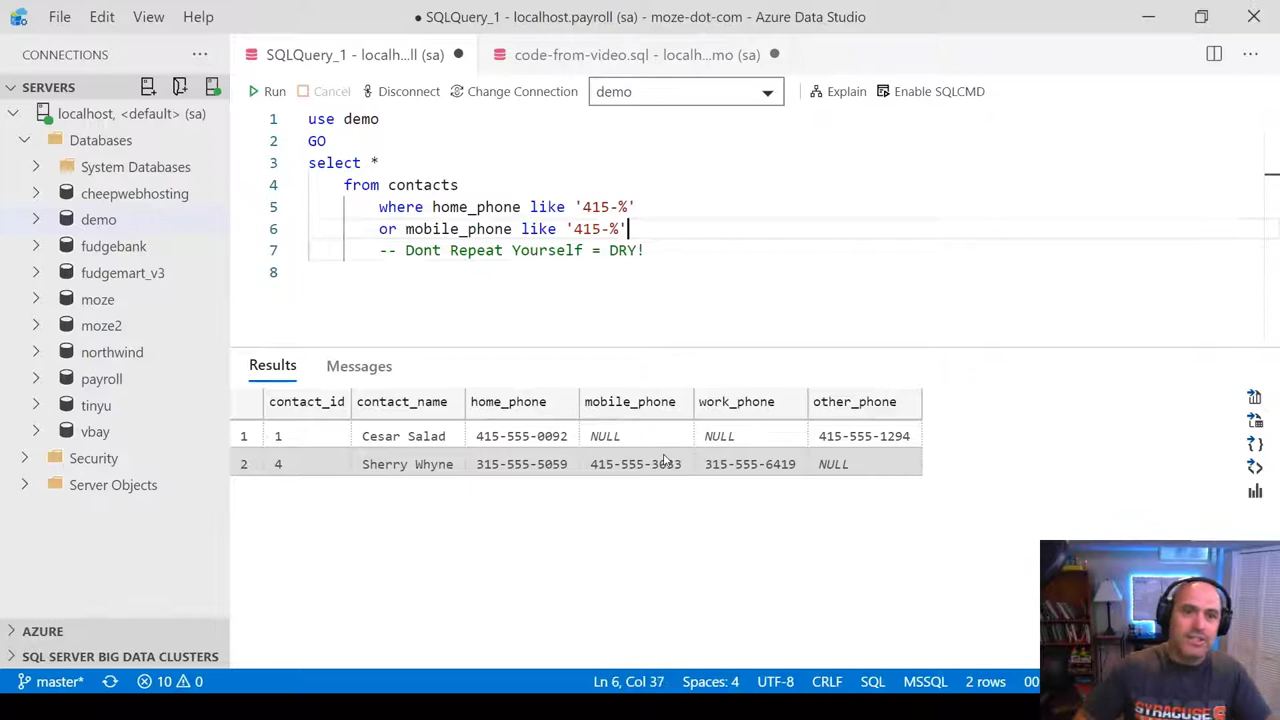 File Edit View Help
● SQLQuery_1 - localhost.payroll (sa) - moze-dot-com - Azure Data Studio
CONNECTIONS
SQLQuery_1 - localh...ll (sa)
code-from-video.sql - localh...mo (sa)
SERVERS
Run Cancel Disconnect Change Connection demo Explain Enable SQLCMD
localhost, <default> (sa)
Databases
System Databases
cheepwebhosting
demo
fudgebank
fudgemart_v3
moze
moze2
northwind
payroll
tinyu
vbay
Security
Server Objects
AZURE
SQL SERVER BIG DATA CLUSTERS
1 use demo
2 GO
3 select *
4 from contacts
5 where home_phone like '415-%'
6 or mobile_phone like '415-%'
7 -- Dont Repeat Yourself = DRY!
8
Results Messages
contact_id contact_name home_phone mobile_phone work_phone other_phone
1 1 Cesar Salad 415-555-0092 NULL NULL 415-555-1294
2 4 Sherry Whyne 315-555-5059 315-555-6419 NULL
master* 10 0 Ln 6, Col 37 Spaces: 4 UTF-8 CRLF SQL MSSQL 2 rows 00
SYRACUSE